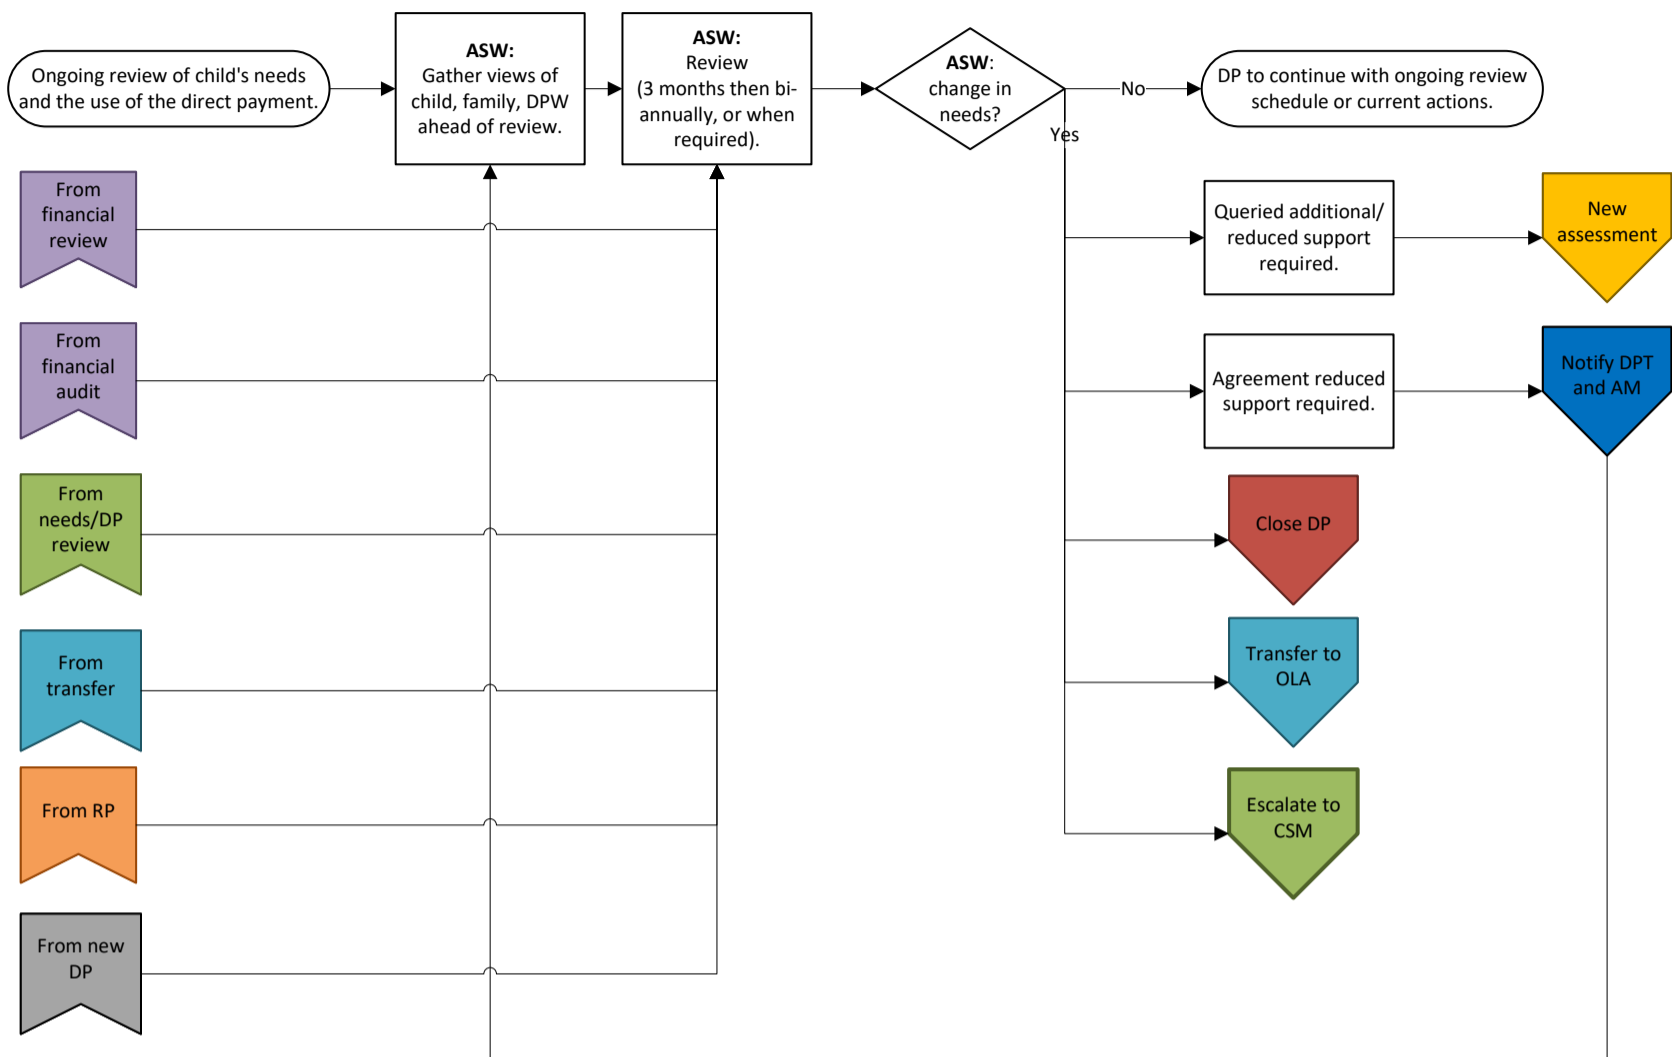 Ongoing review of child's needs
and the use of the direct payment.
ASW:
Gather views of
child, family, DPW
ahead of review.
ASW:
Review
(3 months then bi-
annually, or when
required).
ASW:
change in
needs?
No
DP to continue with ongoing review
schedule or current actions.
Yes
From
financial
review
Queried additional/
reduced support
required.
New
assessment
From
financial
audit
Agreement reduced
support required.
Notify DPT
and AM
From
needs/DP
review
Close DP
From
transfer
Transfer to
OLA
From RP
Escalate to
CSM
From new
DP